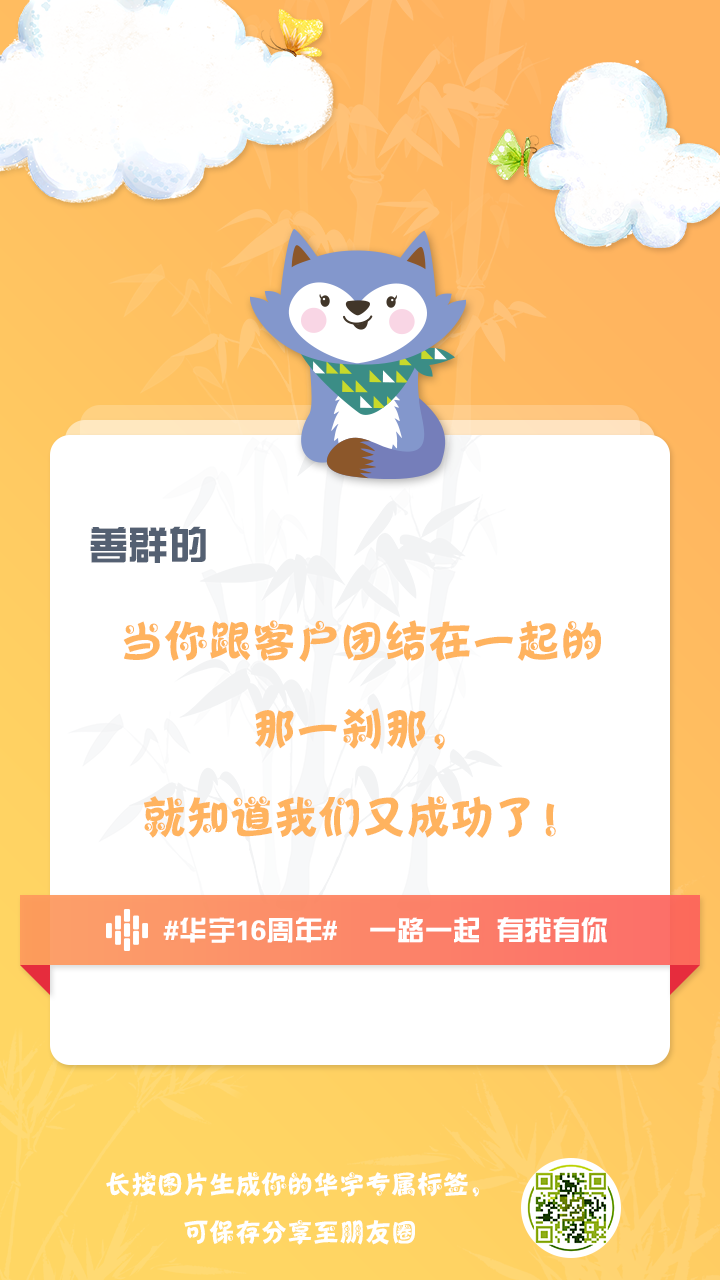 善群的
当你跟客户团结在一起的
那一刹那，
就知道我们又成功了！
#华宇16周年# 一路一起 有我有你
长按图片生成你的华宇专属标签，
可保存分享至朋友圈